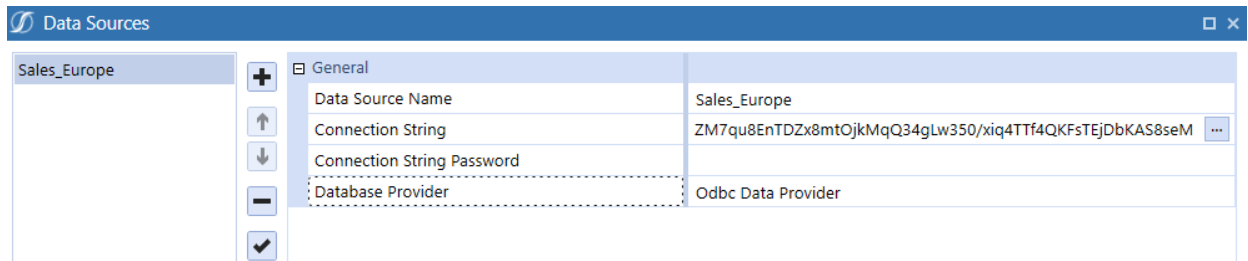 Data Sources
Sales_Europe
General
Data Source Name
Sales_Europe
Connection String
ZM7qu8EnTDZx8mtOjkMqQ34gLw350/xiq4TTf4QKFsTEjDbKAS8seM
...
Connection String Password
Database Provider
Odbc Data Provider